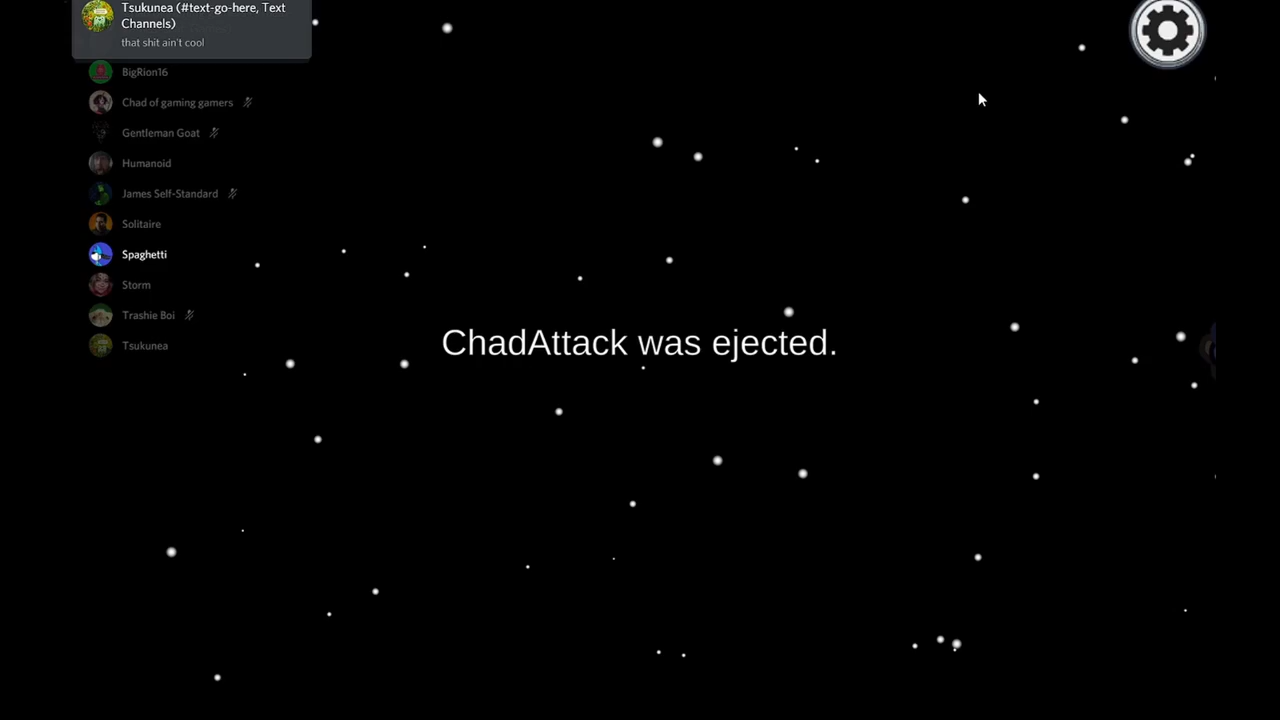 Tsukunea (#text-go-here, Text
Channels)
that shit ain't cool
BigRion16
Chad of gaming gamers
Gentleman Goat
Humanoid
James Self-Standard
Solitaire
Spaghetti
Storm
Trashie Boi
Tsukunea
ChadAttack was ejected.